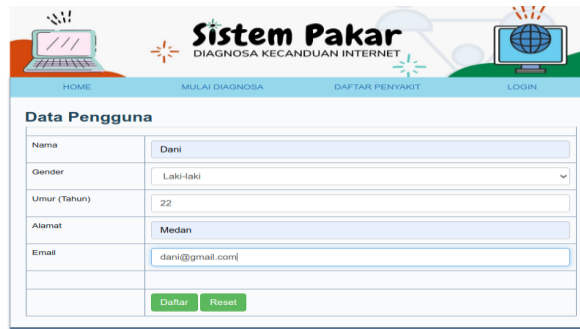 Sistem Pakar
DIAGNOSA KECANDUAN INTERNET
HOME MULAI DIAGNOSA DAFTAR PENYAKIT LOGIN
Data Pengguna
Nama Dani
Gender Laki-laki
Umur (Tahun) 22
Alamat Medan
Email dani@gmail.com
Daftar Reset